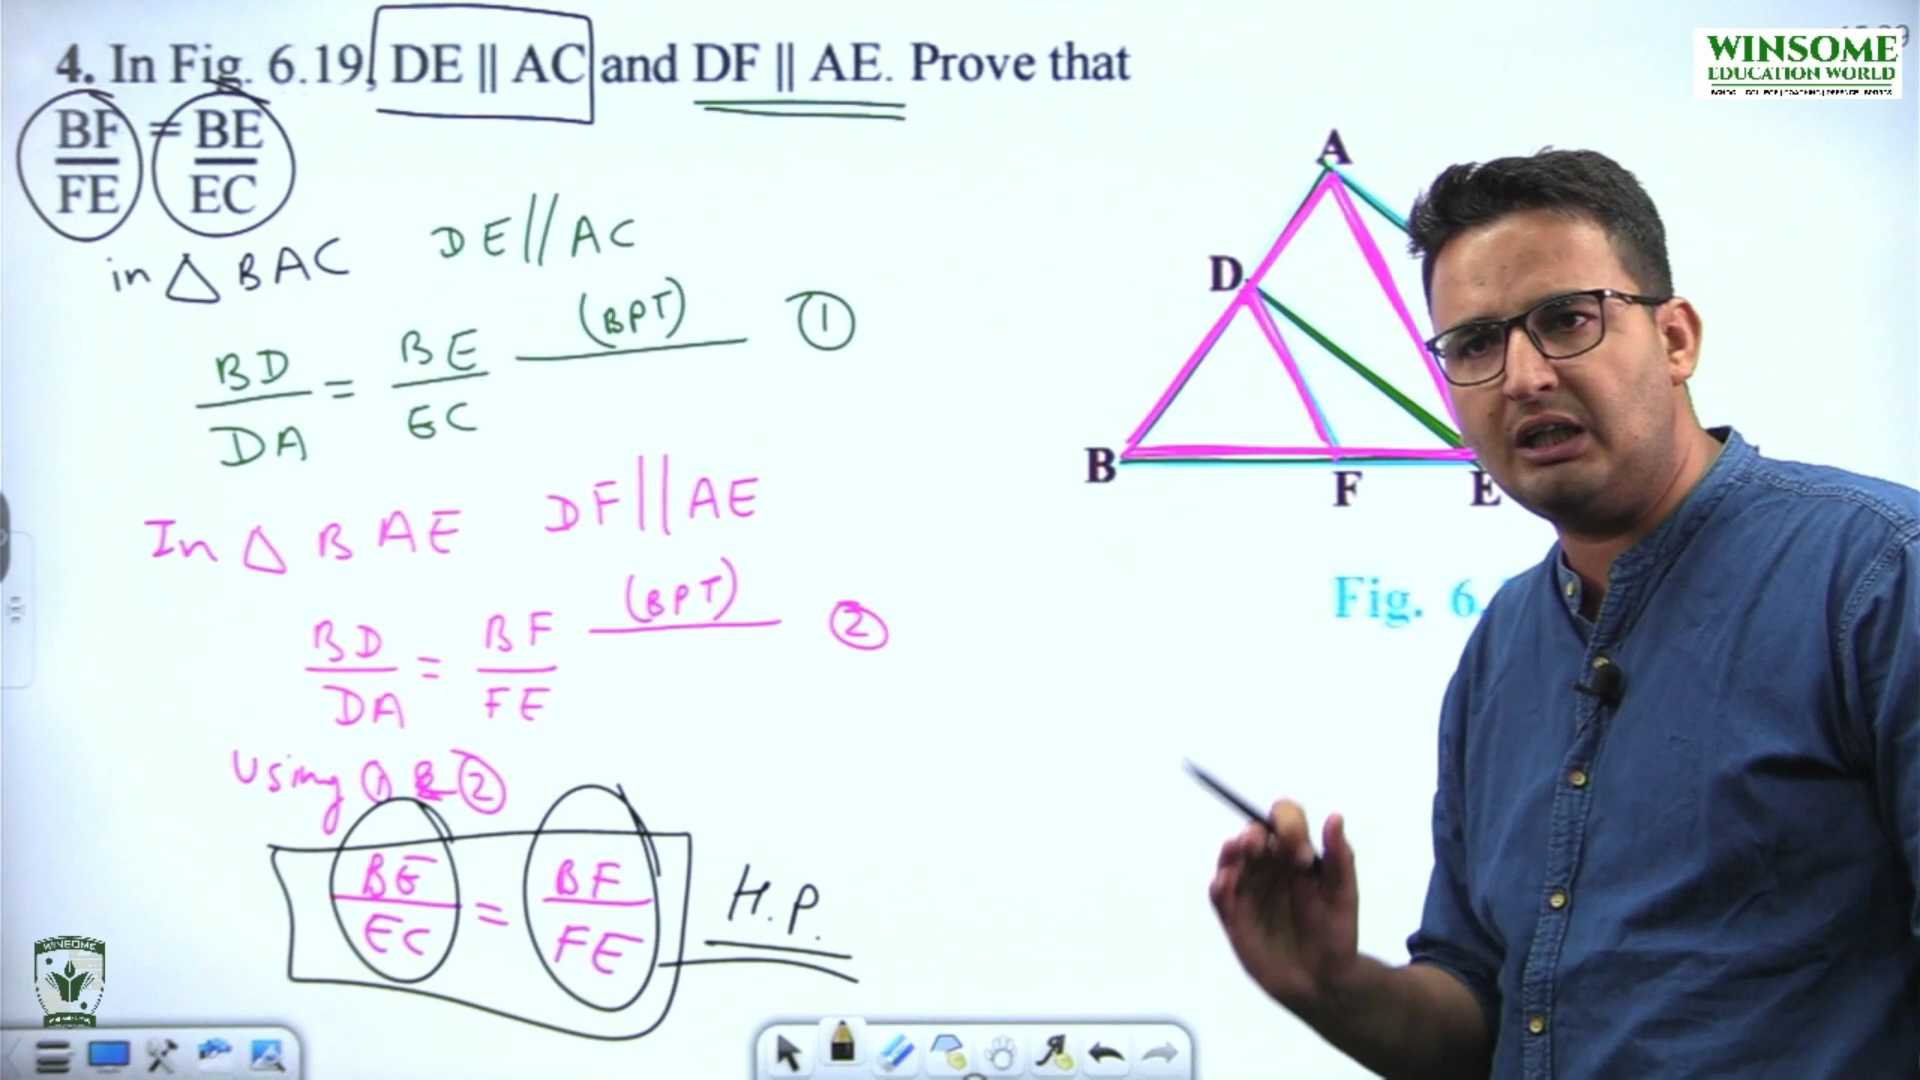 4. In Fig. 6.19, DE || AC and DF || AE. Prove that
BF/FE = BE/EC
in △ BAC DE // AC
BD/DA = BE/EC (BPT) ①
In △ BAE DF || AE
BD/DA = BF/FE (BPT) ②
Using ① & ②
BE/EC = BF/FE H.P.
A
D
B
F
E
Fig. 6.
WINSOME
EDUCATION WORLD
WINSOME